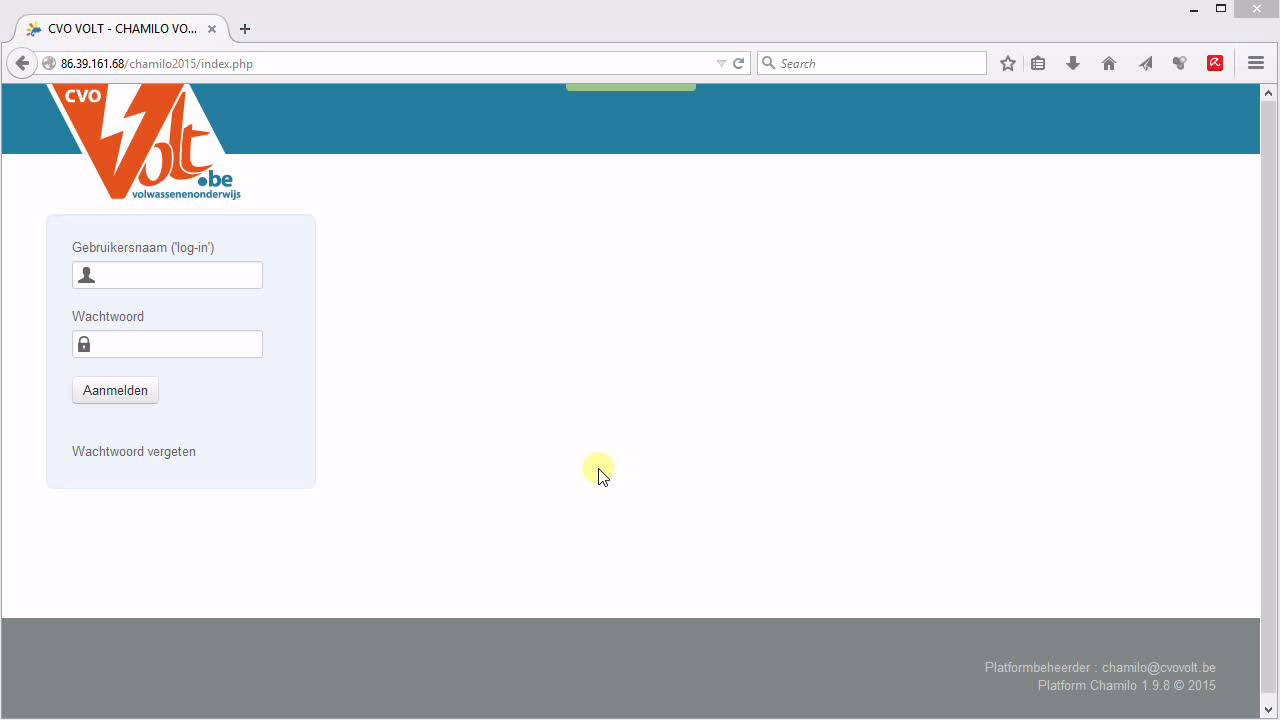 CVO VOLT - CHAMILO VO...
86.39.161.68/chamilo2015/index.php
Search
CVO
Volt
.be
volwassenenonderwijs
Gebruikersnaam ('log-in')
Wachtwoord
Aanmelden
Wachtwoord vergeten
Platformbeheerder : chamilo@cvovolt.be
Platform Chamilo 1.9.8 © 2015